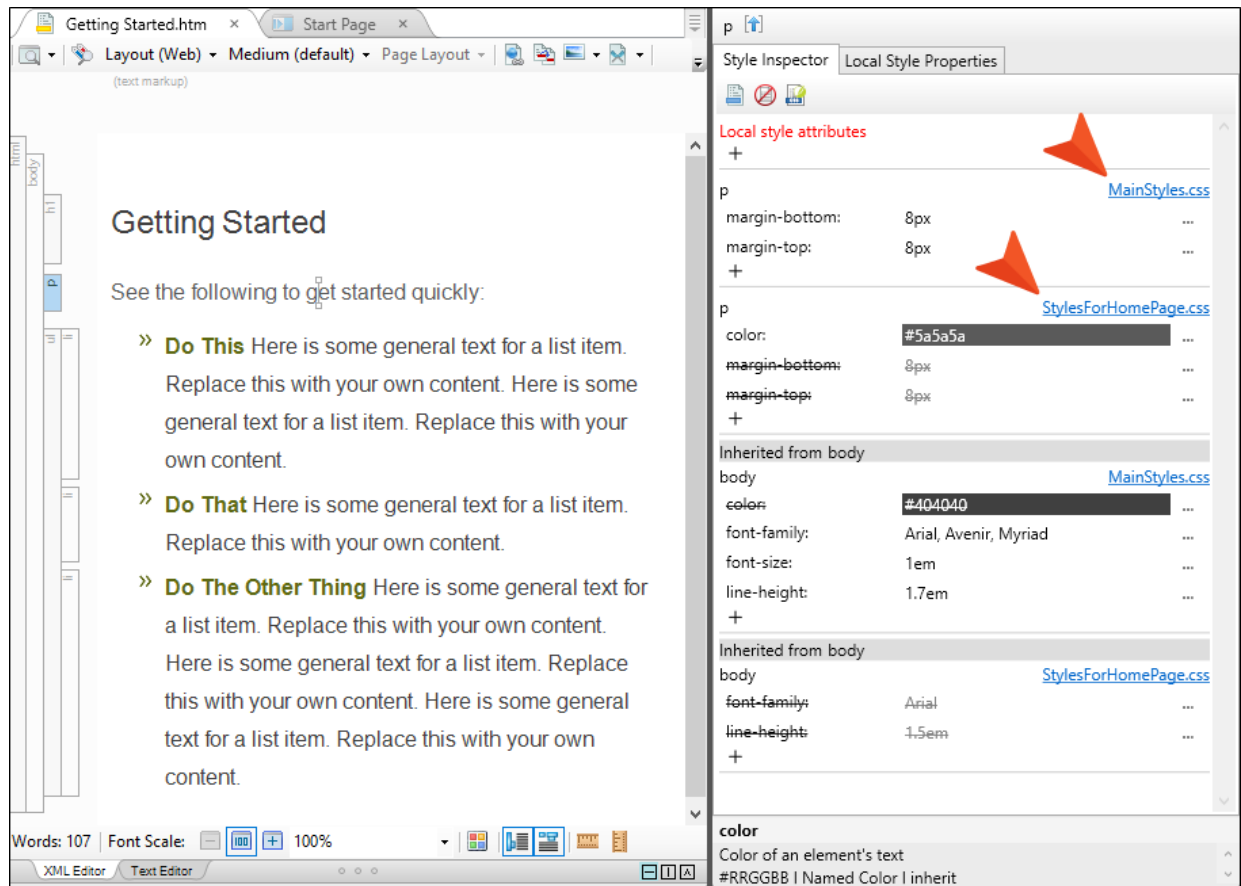 Getting Started.htm × Start Page ×
Layout (Web) Medium (default) Page Layout
(text markup)
html
body
h1
p
Getting Started
See the following to get started quickly:
» Do This Here is some general text for a list item.
Replace this with your own content. Here is some
general text for a list item. Replace this with your
own content.
» Do That Here is some general text for a list item.
Replace this with your own content.
» Do The Other Thing Here is some general text for
a list item. Replace this with your own content.
Here is some general text for a list item. Replace
this with your own content. Here is some general
text for a list item. Replace this with your own
content.
Words: 107 Font Scale: 100 100%
XML Editor Text Editor
p
Style Inspector Local Style Properties
Local style attributes
+
p MainStyles.css
margin-bottom: 8px ...
margin-top: 8px ...
+
p StylesForHomePage.css
color: #5a5a5a ...
margin-bottom: 8px ...
margin-top: 8px ...
+
Inherited from body
body MainStyles.css
color: #404040 ...
font-family: Arial, Avenir, Myriad ...
font-size: 1em ...
line-height: 1.7em ...
+
Inherited from body
body StylesForHomePage.css
font-family: Arial ...
line-height: 1.5em ...
+
color
Color of an element's text
#RRGGBB | Named Color | inherit